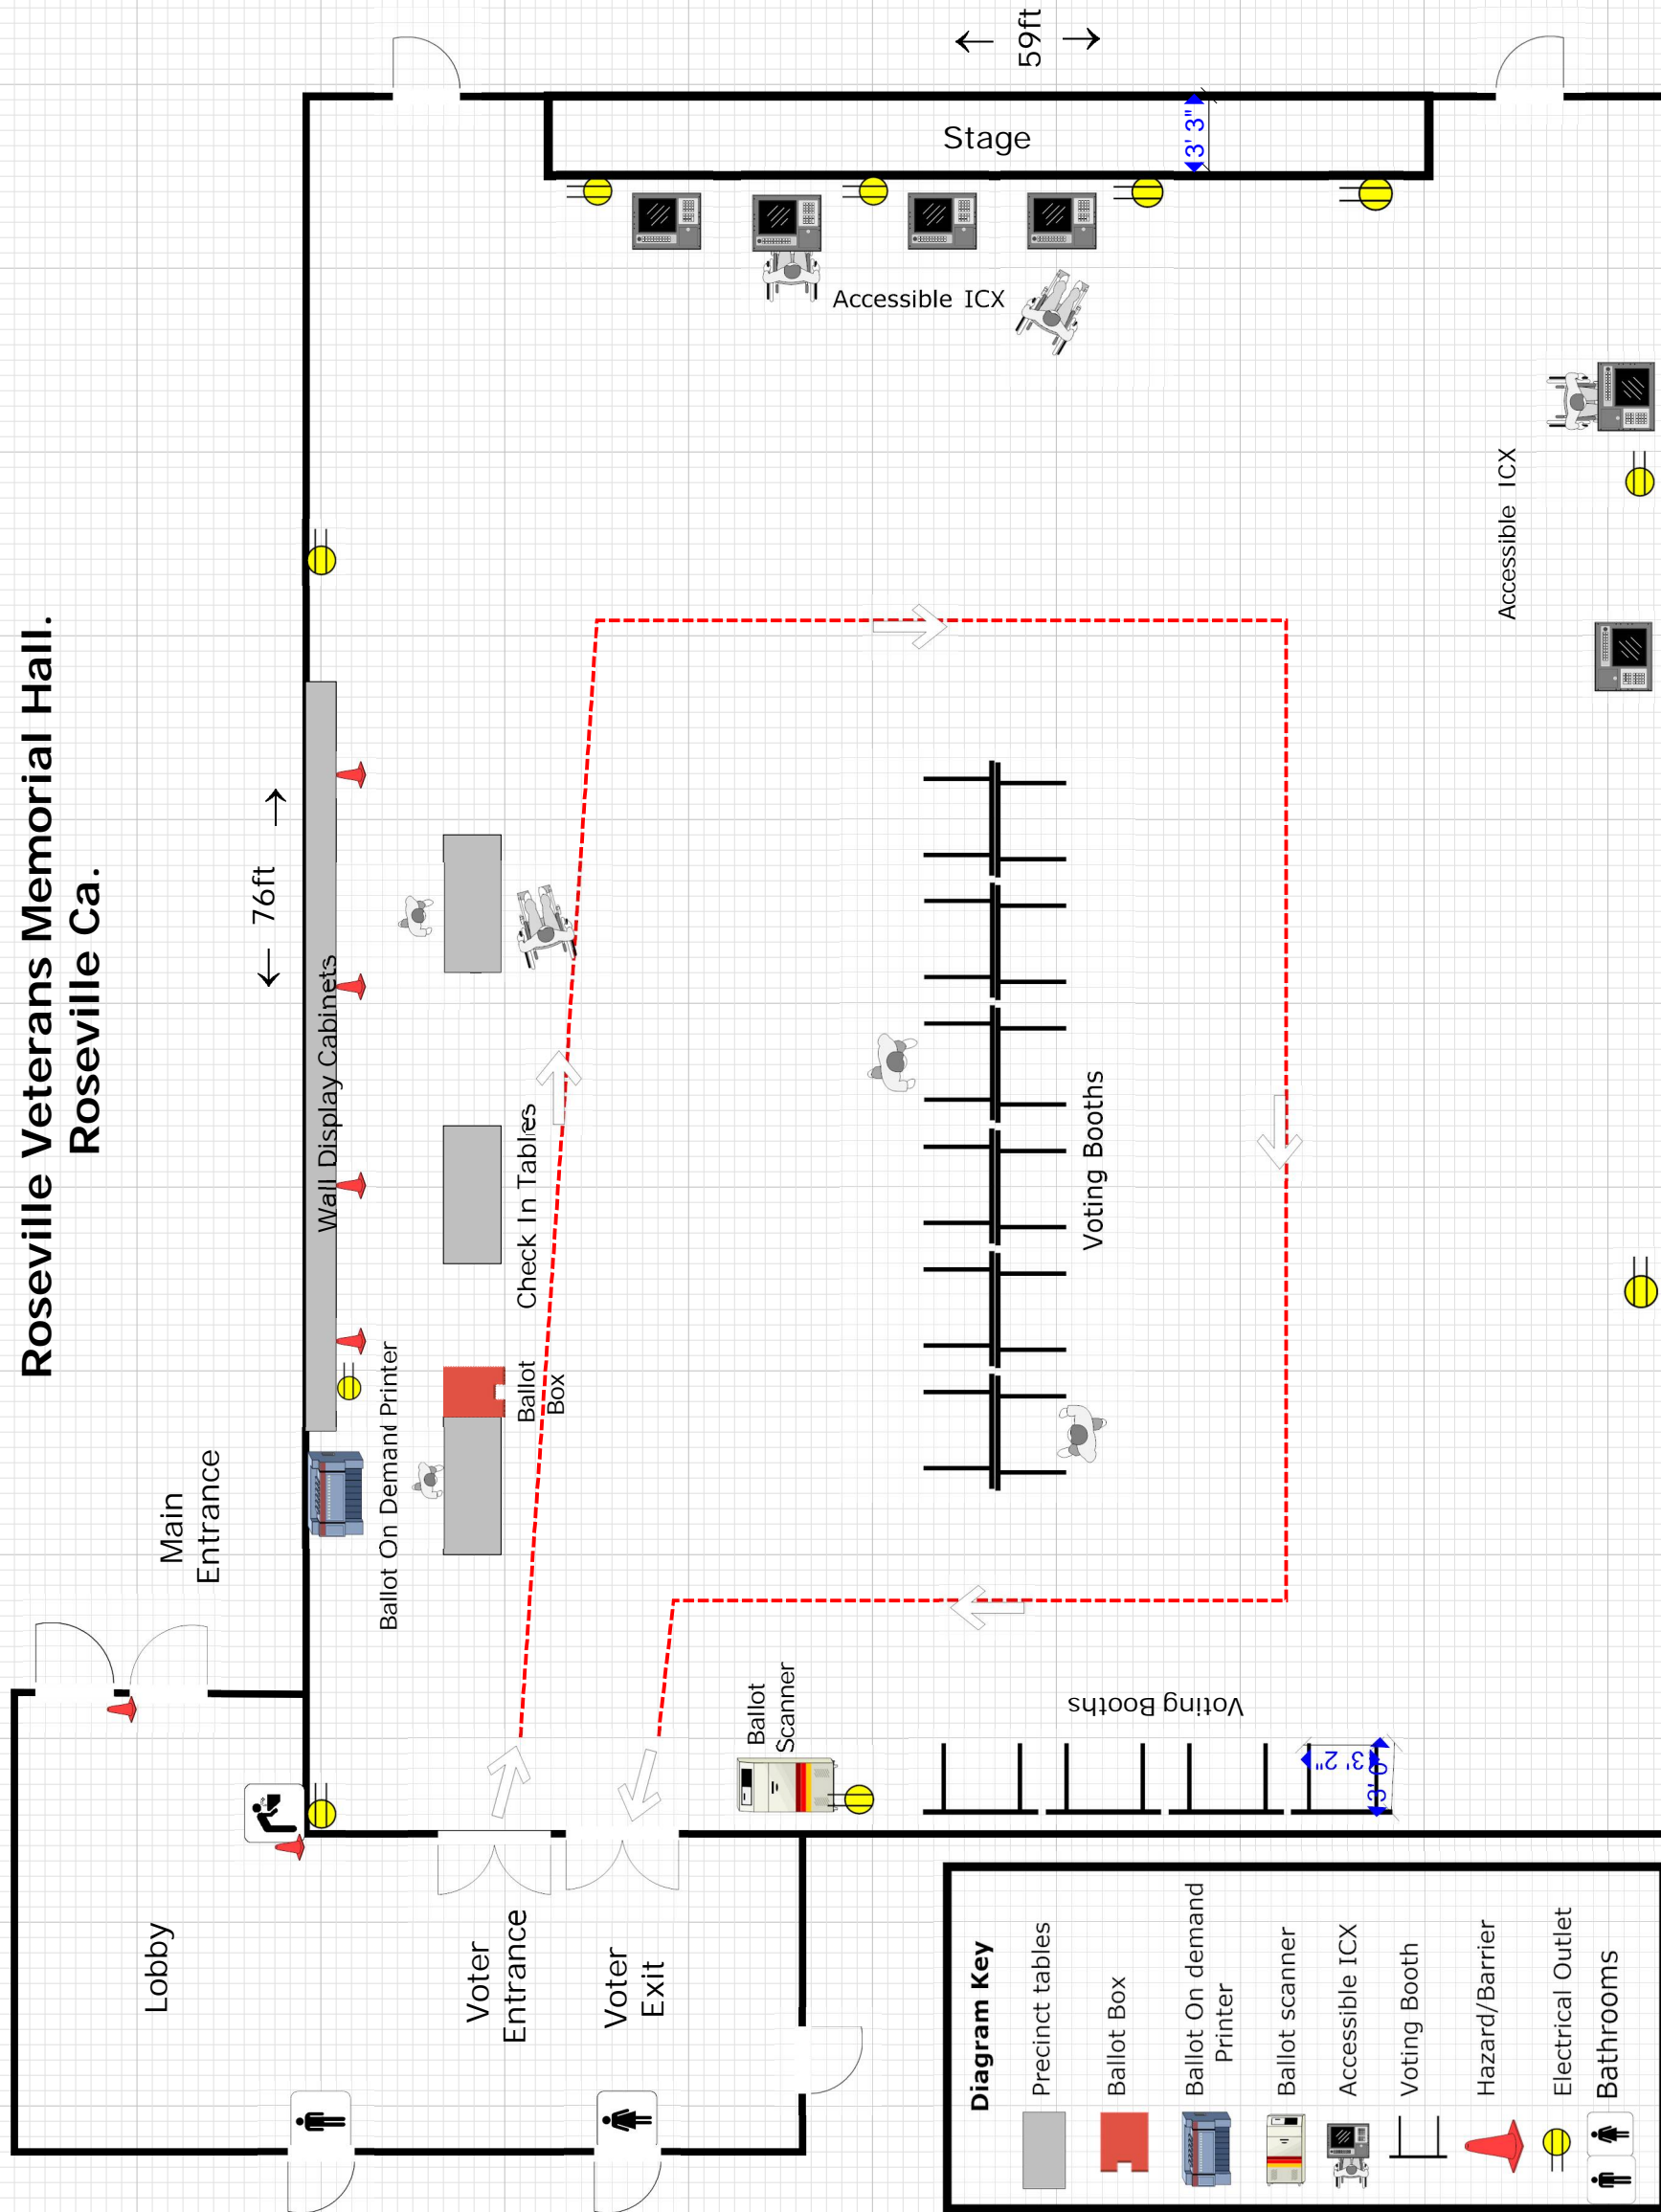 Roseville Veterans Memorial Hall.
Roseville Ca.
← 76ft →
← 59ft →
Main
Entrance
Lobby
Wall Display Cabinets
Ballot On Demand Printer
Ballot
Box
Check In Tables
Voter
Entrance
Voter
Exit
Ballot
Scanner
Voting Booths
Voting Booths
3' 2"
3' 0"
Stage
3' 3"
Accessible ICX
Accessible ICX
Diagram Key
Precinct tables
Ballot Box
Ballot On demand
Printer
Ballot scanner
Accessible ICX
Voting Booth
Hazard/Barrier
Electrical Outlet
Bathrooms